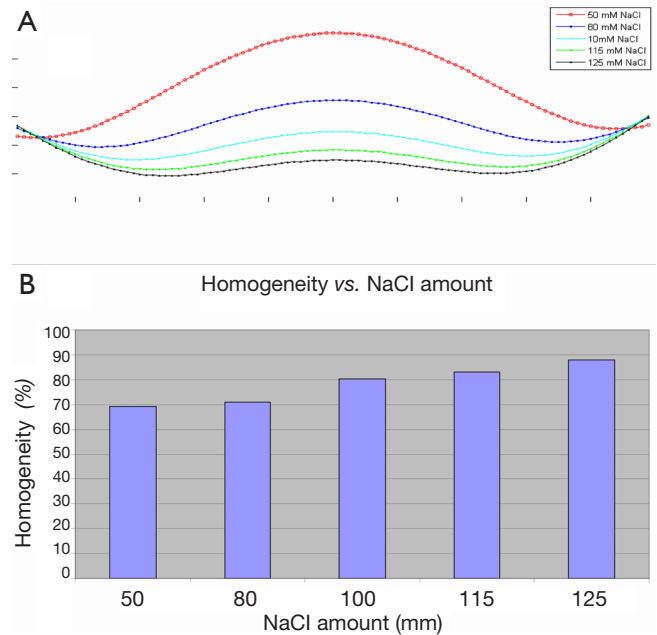 A
50 mM NaCl
80 mM NaCl
10mM NaCl
115 mM NaCl
125 mM NaCl
B
Homogeneity vs. NaCl amount
100
90
80
70
60
50
40
30
20
10
0
Homogeneity (%)
50 80 100 115 125
NaCl amount (mm)